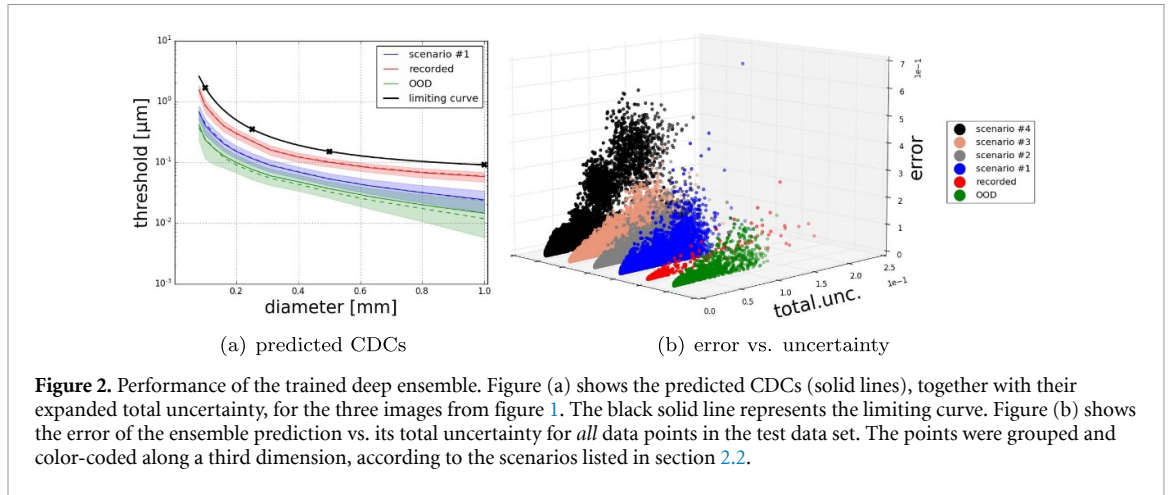 10¹
10⁰
10⁻¹
10⁻²
10⁻³
threshold [µm]
0.2 0.4 0.6 0.8 1.0
diameter [mm]
scenario #1
recorded
OOD
limiting curve
(a) predicted CDCs
1e−1
7
6
5
4
3
2
1
0
error
0.0 0.5 1.0 1.5 2.0 2.5
1e−1
total.unc.
scenario #4
scenario #3
scenario #2
scenario #1
recorded
OOD
(b) error vs. uncertainty
Figure 2. Performance of the trained deep ensemble. Figure (a) shows the predicted CDCs (solid lines), together with their
expanded total uncertainty, for the three images from figure 1. The black solid line represents the limiting curve. Figure (b) shows
the error of the ensemble prediction vs. its total uncertainty for all data points in the test data set. The points were grouped and
color-coded along a third dimension, according to the scenarios listed in section 2.2.